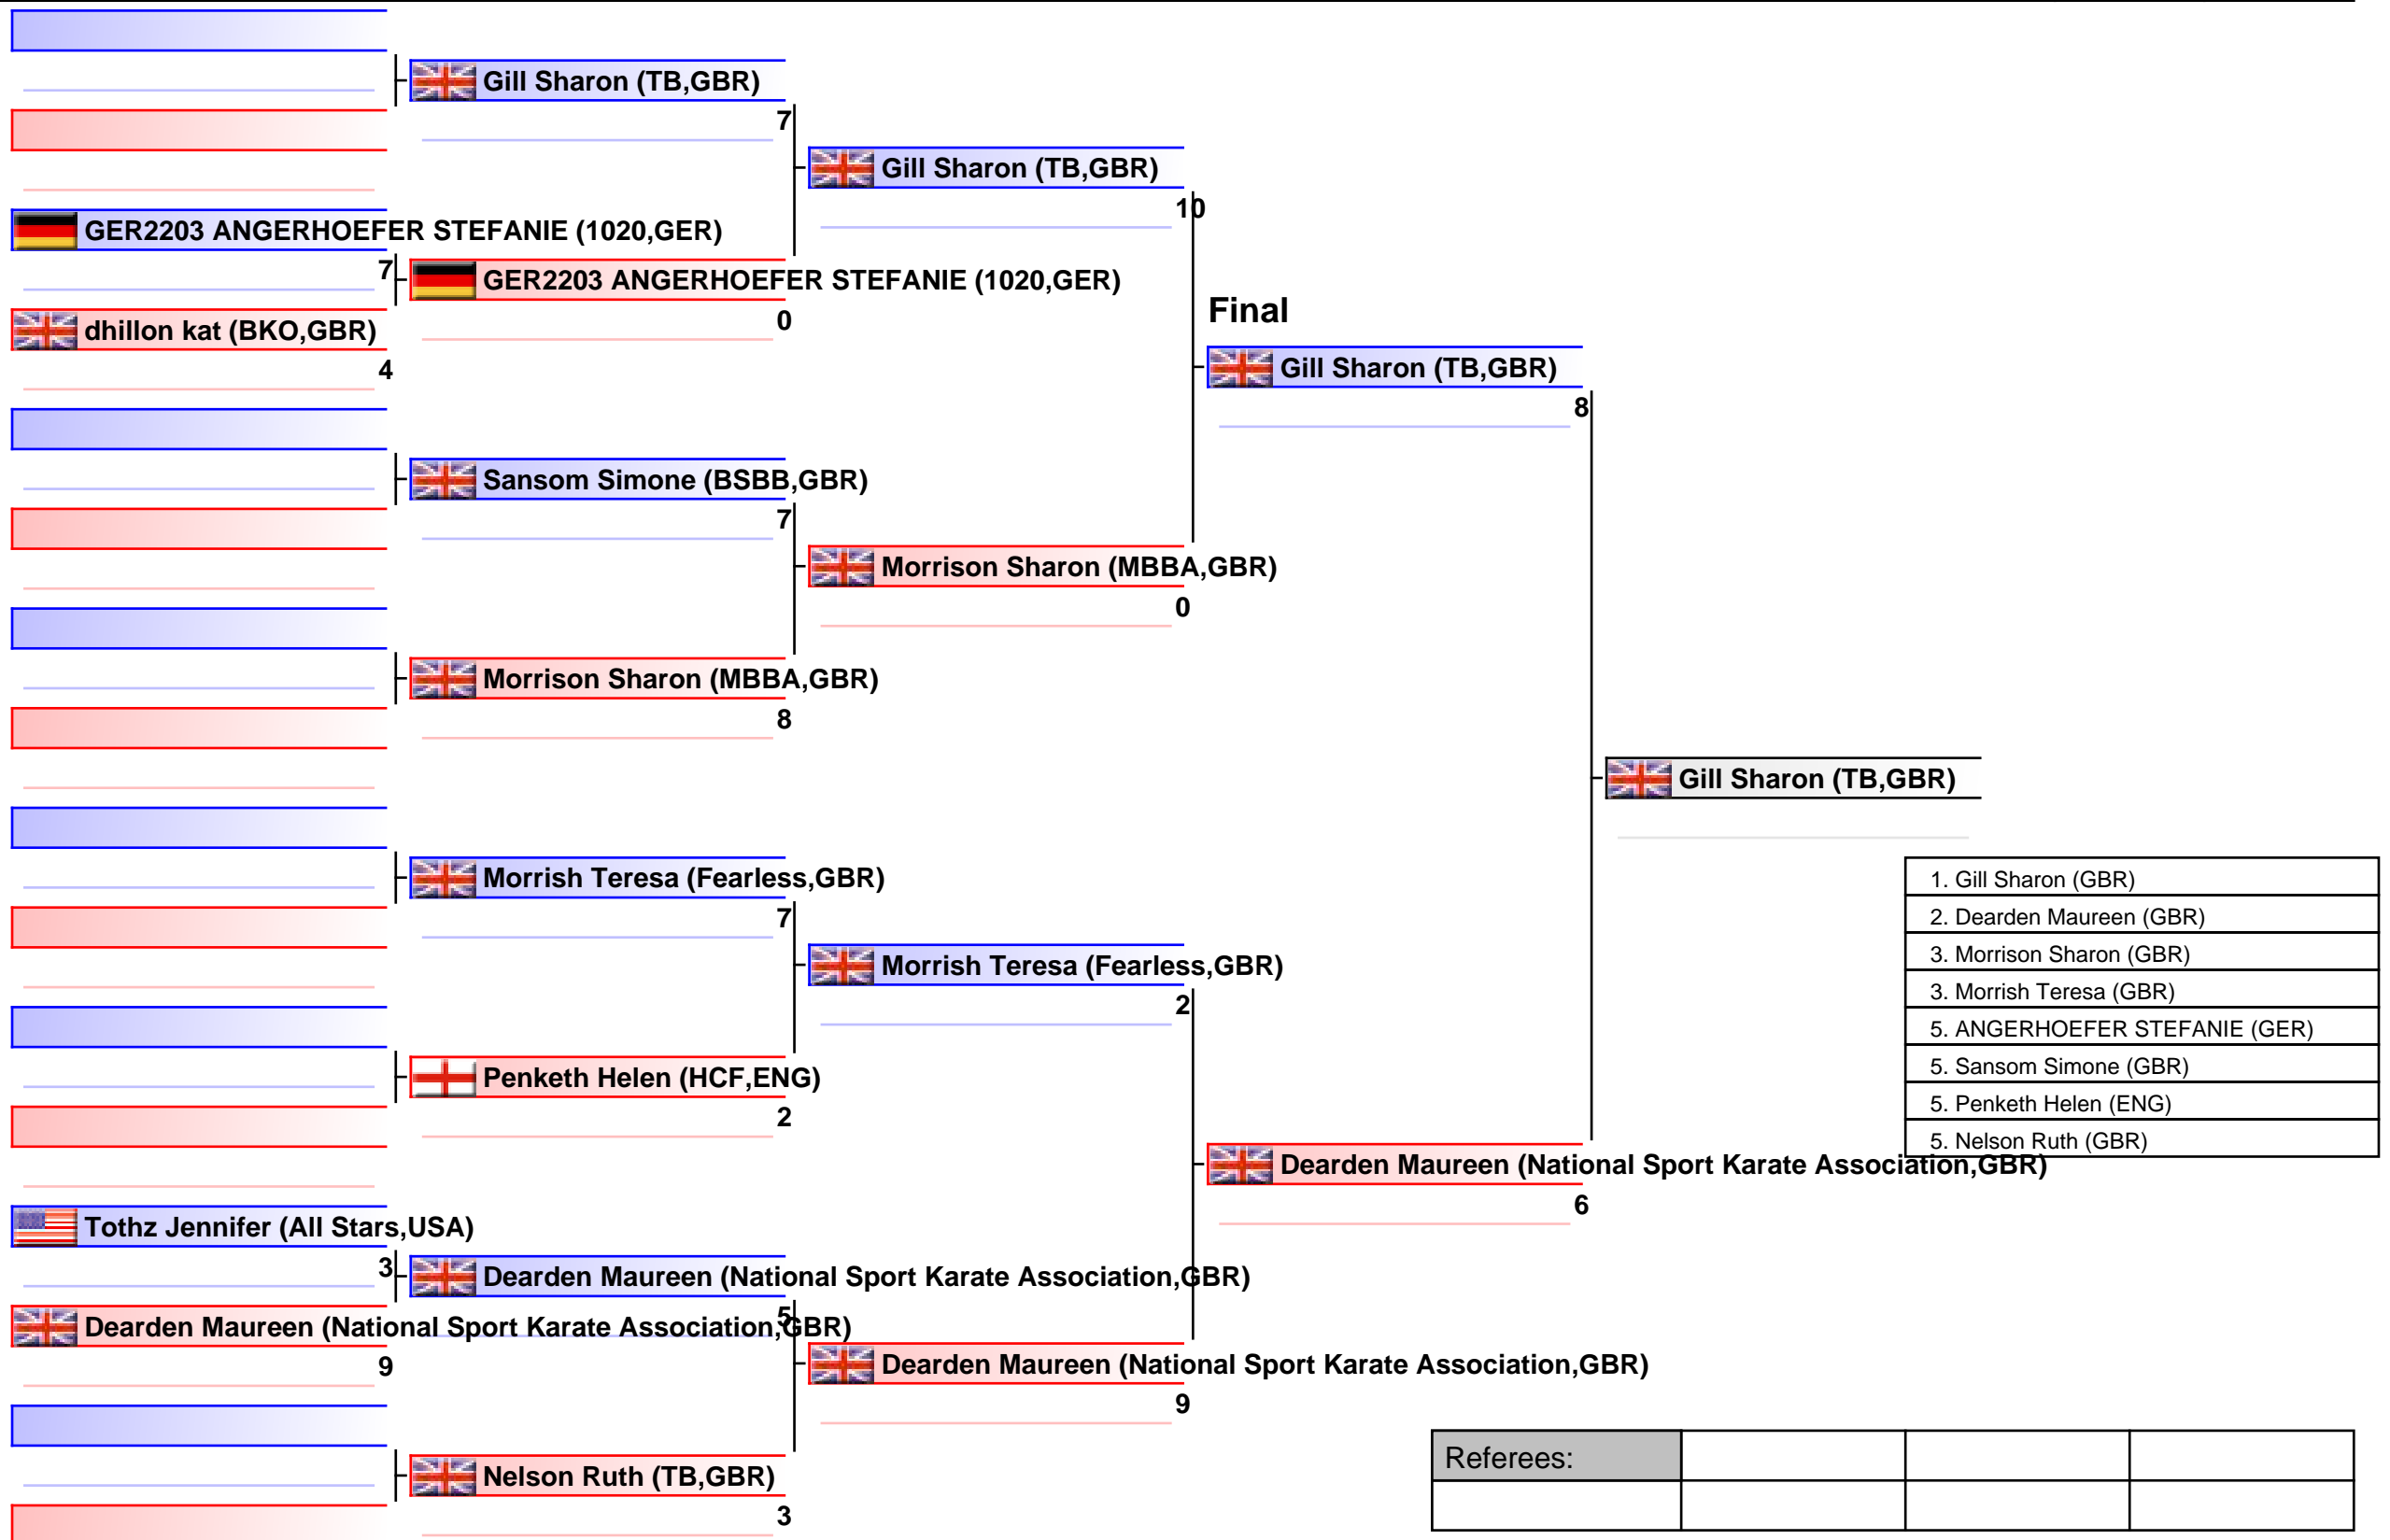 GER2203 ANGERHOEFER STEFANIE (1020,GER)
7
dhillon kat (BKO,GBR)
4
Tothz Jennifer (All Stars,USA)
3
Dearden Maureen (National Sport Karate Association,GBR)
9
Gill Sharon (TB,GBR)
7
GER2203 ANGERHOEFER STEFANIE (1020,GER)
0
Sansom Simone (BSBB,GBR)
7
Morrison Sharon (MBBA,GBR)
8
Morrish Teresa (Fearless,GBR)
7
Penketh Helen (HCF,ENG)
2
Dearden Maureen (National Sport Karate Association,GBR)
5
Nelson Ruth (TB,GBR)
3
Gill Sharon (TB,GBR)
10
Morrison Sharon (MBBA,GBR)
0
Morrish Teresa (Fearless,GBR)
2
Dearden Maureen (National Sport Karate Association,GBR)
9
Final
Gill Sharon (TB,GBR)
8
Dearden Maureen (National Sport Karate Association,GBR)
6
Gill Sharon (TB,GBR)
1. Gill Sharon (GBR)
2. Dearden Maureen (GBR)
3. Morrison Sharon (GBR)
3. Morrish Teresa (GBR)
5. ANGERHOEFER STEFANIE (GER)
5. Sansom Simone (GBR)
5. Penketh Helen (ENG)
5. Nelson Ruth (GBR)
Referees: